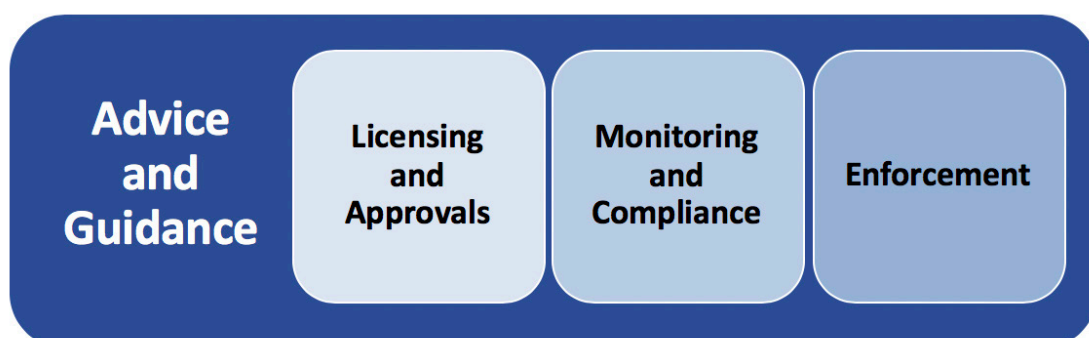 Advice
and
Guidance
Licensing
and
Approvals
Monitoring
and
Compliance
Enforcement